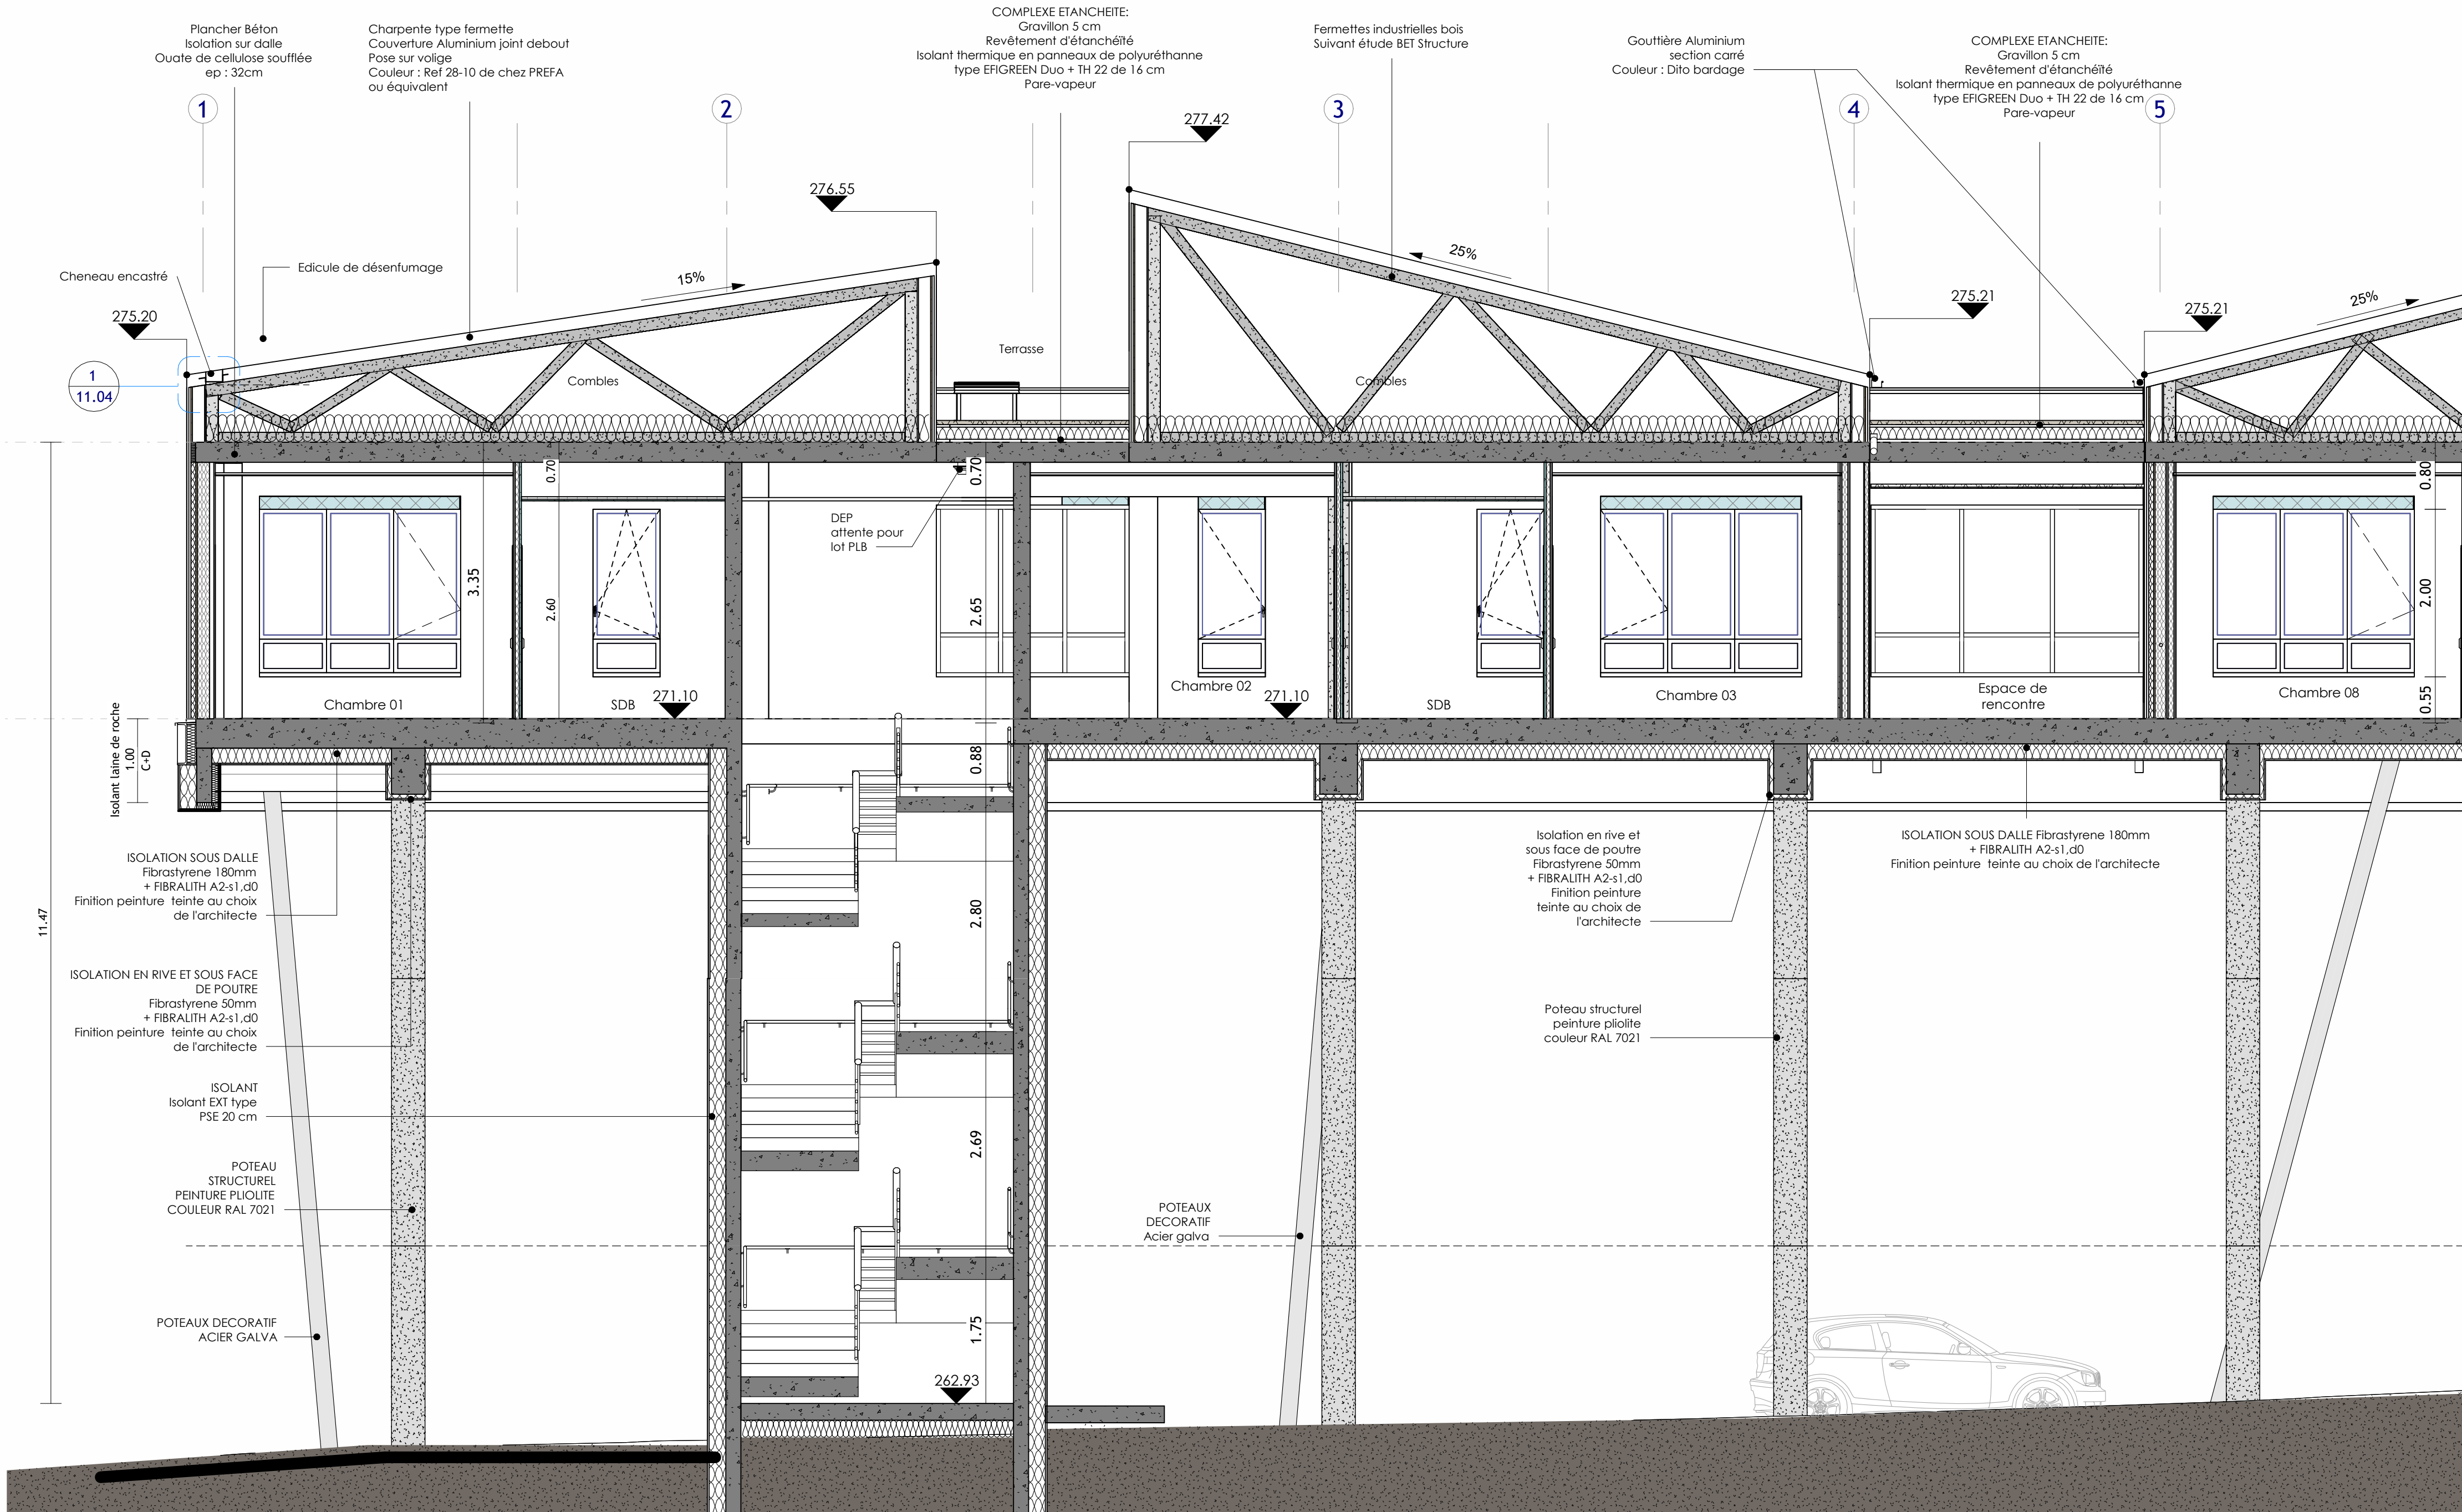 Plancher Béton
Isolation sur dalle
Ouate de cellulose soufflée
ep : 32cm
Charpente type fermette
Couverture Aluminium joint debout
Pose sur volige
Couleur : Ref 28-10 de chez PREFA
ou équivalent
COMPLEXE ETANCHEITE:
Gravillon 5 cm
Revêtement d'étanchéïté
Isolant thermique en panneaux de polyuréthanne
type EFIGREEN Duo + TH 22 de 16 cm
Pare-vapeur
Fermettes industrielles bois
Suivant étude BET Structure
Gouttière Aluminium
section carré
Couleur : Dito bardage
COMPLEXE ETANCHEITE:
Gravillon 5 cm
Revêtement d'étanchéïté
Isolant thermique en panneaux de polyuréthanne
type EFIGREEN Duo + TH 22 de 16 cm
Pare-vapeur
1
2
3
4
5
277.42
276.55
Cheneau encastré
Edicule de désenfumage
15%
25%
275.20
275.21
275.21
25%
1
11.04
Combles
Terrasse
Combles
0.70
0.70
0.80
DEP
attente pour
lot PLB
3.35
2.60
2.65
2.00
0.55
Chambre 01
SDB
271.10
Chambre 02
271.10
SDB
Chambre 03
Espace de
rencontre
Chambre 08
Isolant laine de roche
1.00
C+D
0.88
ISOLATION SOUS DALLE
Fibrastyrene 180mm
+ FIBRALITH A2-s1,d0
Finition peinture  teinte au choix
de l'architecte
Isolation en rive et
sous face de poutre
Fibrastyrene 50mm
+ FIBRALITH A2-s1,d0
Finition peinture
teinte au choix de
l'architecte
ISOLATION SOUS DALLE Fibrastyrene 180mm
+ FIBRALITH A2-s1,d0
Finition peinture  teinte au choix de l'architecte
11.47
2.80
ISOLATION EN RIVE ET SOUS FACE
DE POUTRE
Fibrastyrene 50mm
+ FIBRALITH A2-s1,d0
Finition peinture  teinte au choix
de l'architecte
Poteau structurel
peinture pliolite
couleur RAL 7021
ISOLANT
Isolant EXT type
PSE 20 cm
2.69
POTEAU
STRUCTUREL
PEINTURE PLIOLITE
COULEUR RAL 7021
POTEAUX
DECORATIF
Acier galva
POTEAUX DECORATIF
ACIER GALVA
1.75
262.93